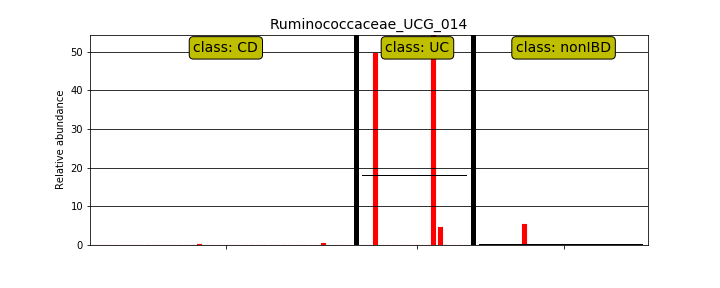 Ruminococcaceae_UCG_014
class: CD
class: UC
class: nonIBD
Relative abundance
50
40
30
20
10
0